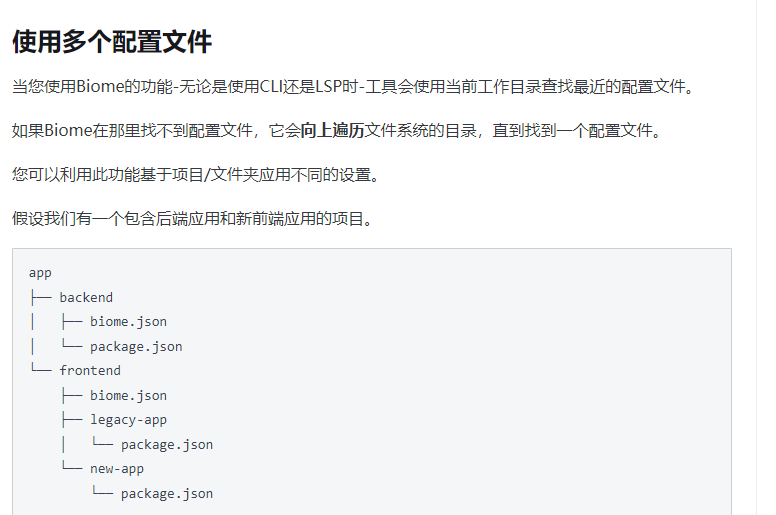 使用多个配置文件
当您使用Biome的功能-无论是使用CLI还是LSP时-工具会使用当前工作目录查找最近的配置文件。
如果Biome在那里找不到配置文件，它会向上遍历文件系统的目录，直到找到一个配置文件。
您可以利用此功能基于项目/文件夹应用不同的设置。
假设我们有一个包含后端应用和新前端应用的项目。
app
├── backend
│   ├── biome.json
│   └── package.json
└── frontend
    ├── biome.json
    ├── legacy-app
    │   └── package.json
    └── new-app
        └── package.json